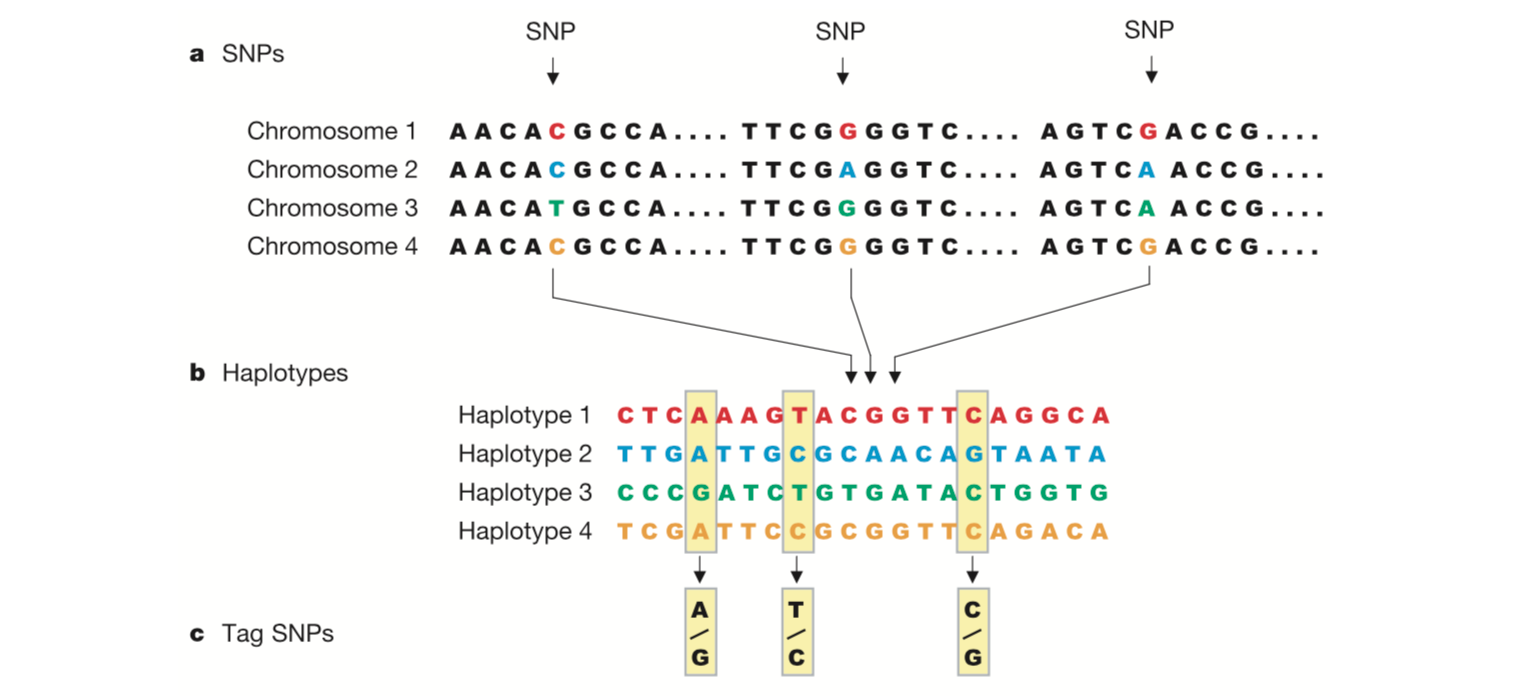 SNP SNP SNP
a SNPs
Chromosome 1 AACACGCCA.... TTCGGGGTC.... AGTCGACCG....
Chromosome 2 AACACGCCA.... TTCGAGGTC.... AGTCAACCG....
Chromosome 3 AACATGCCA.... TTCGGGGTC.... AGTCAACCG....
Chromosome 4 AACACGCCA.... TTCGGGGTC.... AGTCGACCG....
b Haplotypes
Haplotype 1 CTCAAAGTACGGTTCAGGCA
Haplotype 2 TTGATTGCGCAACAGTAATA
Haplotype 3 CCCGATCTGTGATACTGGTG
Haplotype 4 TCGATTCCGCGGTTCAGACA
A/G T/C C/G
c Tag SNPs